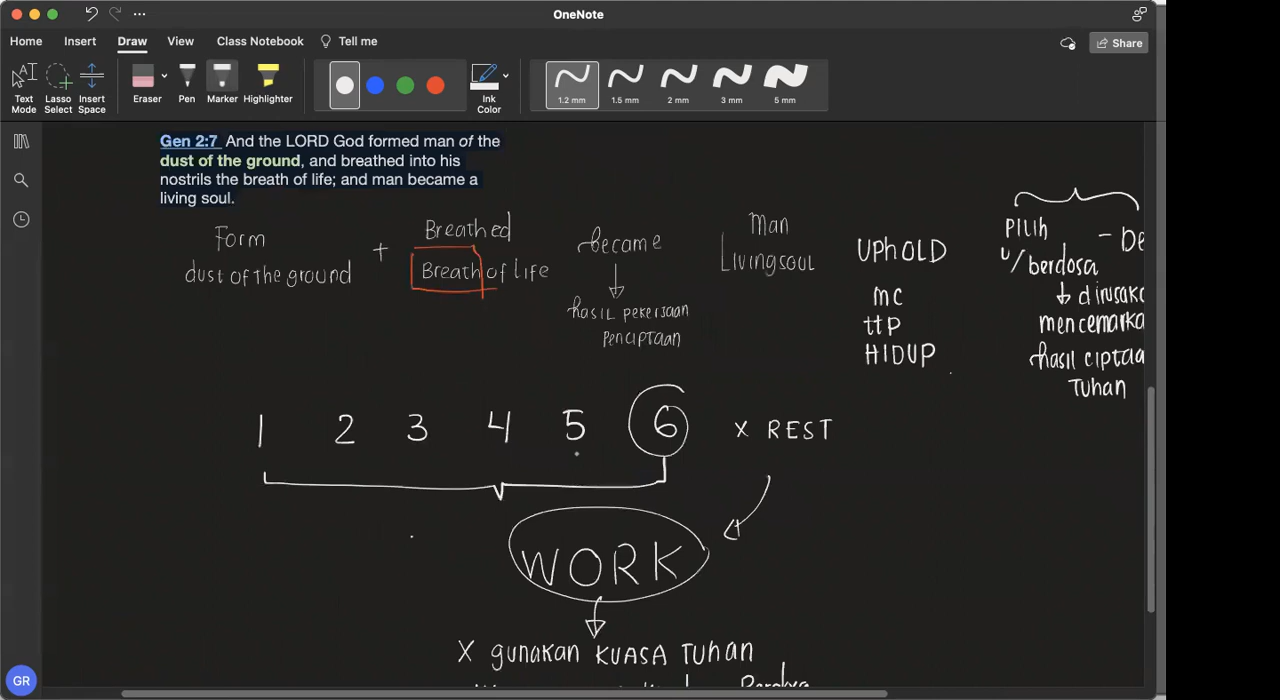 OneNote
Home Insert Draw View Class Notebook Tell me
Share
Text Mode
Lasso Select
Insert Space
Eraser
Pen
Marker
Highlighter
Ink Color
1.2 mm
1.5 mm
2 mm
3 mm
5 mm
Gen 2:7 And the LORD God formed man of the
dust of the ground, and breathed into his
nostrils the breath of life; and man became a
living soul.
Form
dust of the ground
+
Breathed
Breath of life
became
hasil pekerjaan
penciptaan
Man
Living soul
UPHOLD
mc
ttp
HIDUP
PILIH
u/berdosa
dirusak
mencemarka
hasil cipta
TUHAN
1 2 3 4 5 6 x REST
WORK
X gunakan KUASA TUHAN
GR